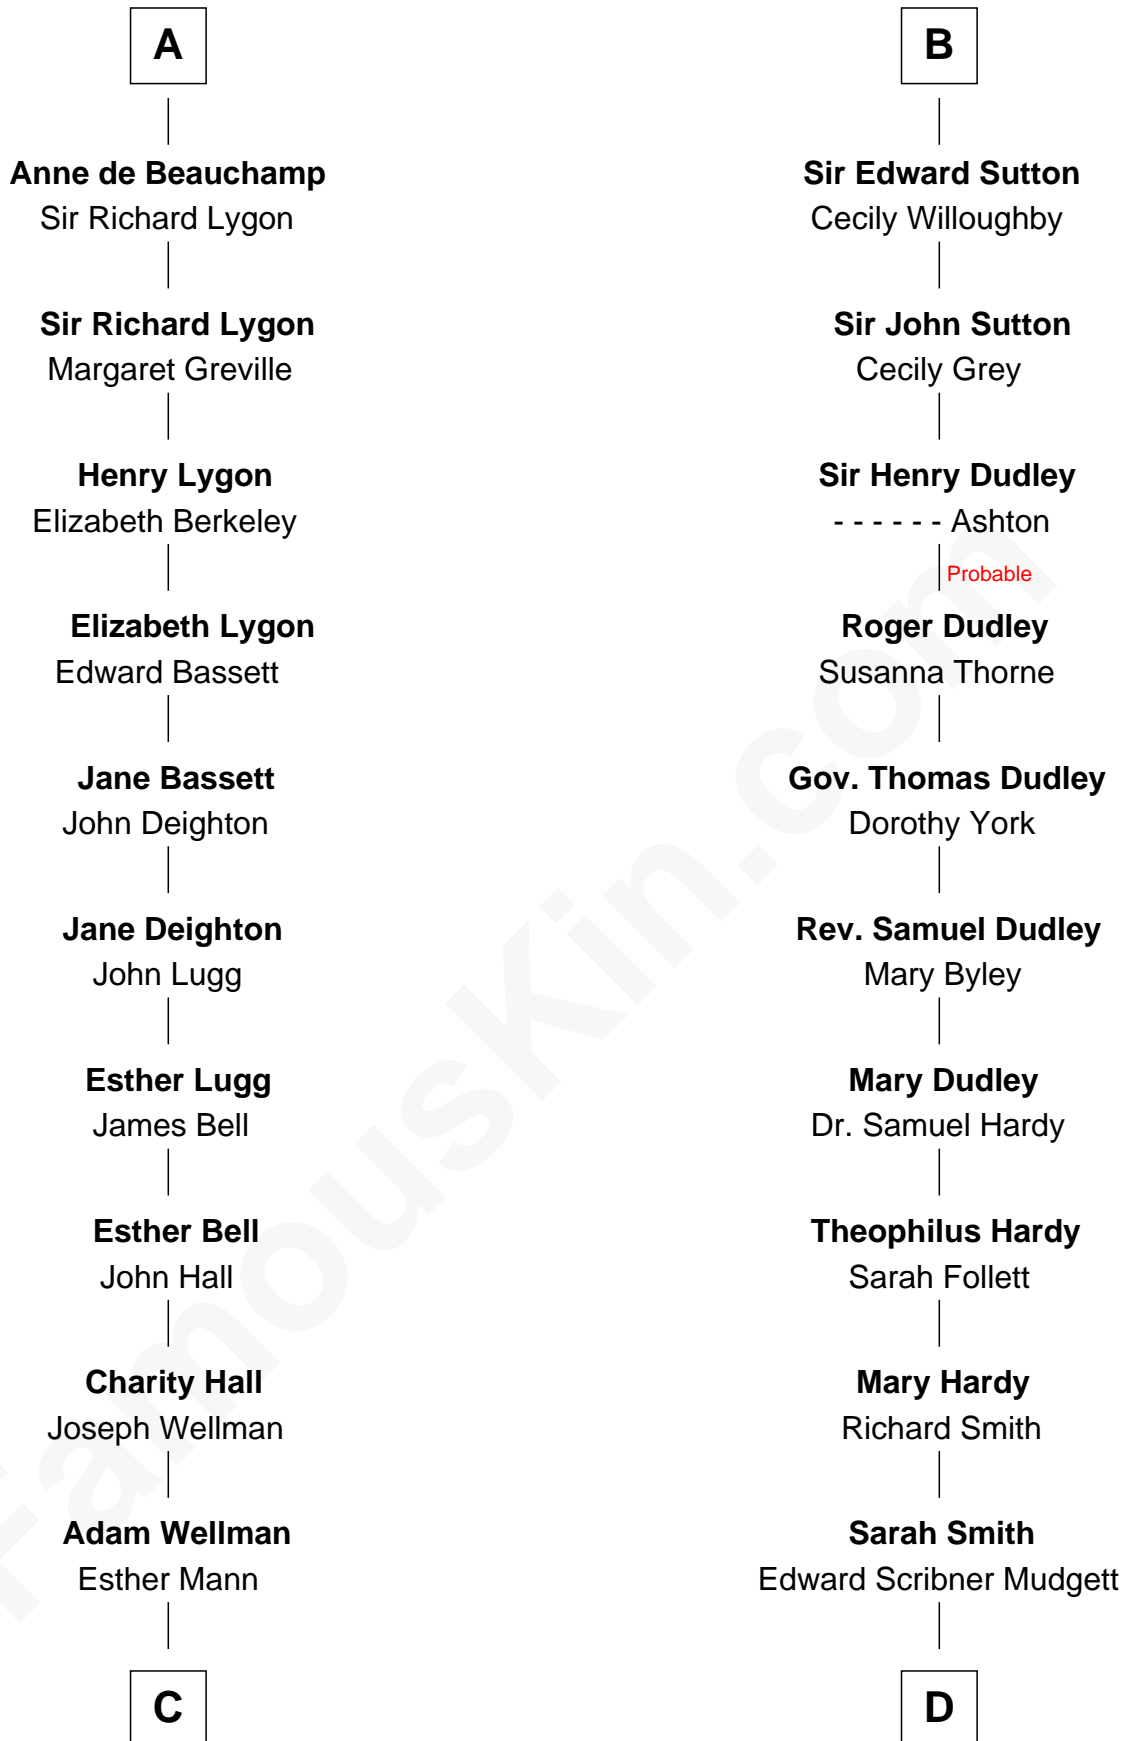 A
Anne de Beauchamp
Sir Richard Lygon
Sir Richard Lygon
Margaret Greville
Henry Lygon
Elizabeth Berkeley
Elizabeth Lygon
Edward Bassett
Jane Bassett
John Deighton
Jane Deighton
John Lugg
Esther Lugg
James Bell
Esther Bell
John Hall
Charity Hall
Joseph Wellman
Adam Wellman
Esther Mann
C
B
Sir Edward Sutton
Cecily Willoughby
Sir John Sutton
Cecily Grey
Sir Henry Dudley
- - - - - - Ashton
Probable
Roger Dudley
Susanna Thorne
Gov. Thomas Dudley
Dorothy York
Rev. Samuel Dudley
Mary Byley
Mary Dudley
Dr. Samuel Hardy
Theophilus Hardy
Sarah Follett
Mary Hardy
Richard Smith
Sarah Smith
Edward Scribner Mudgett
D
FamousKin.com